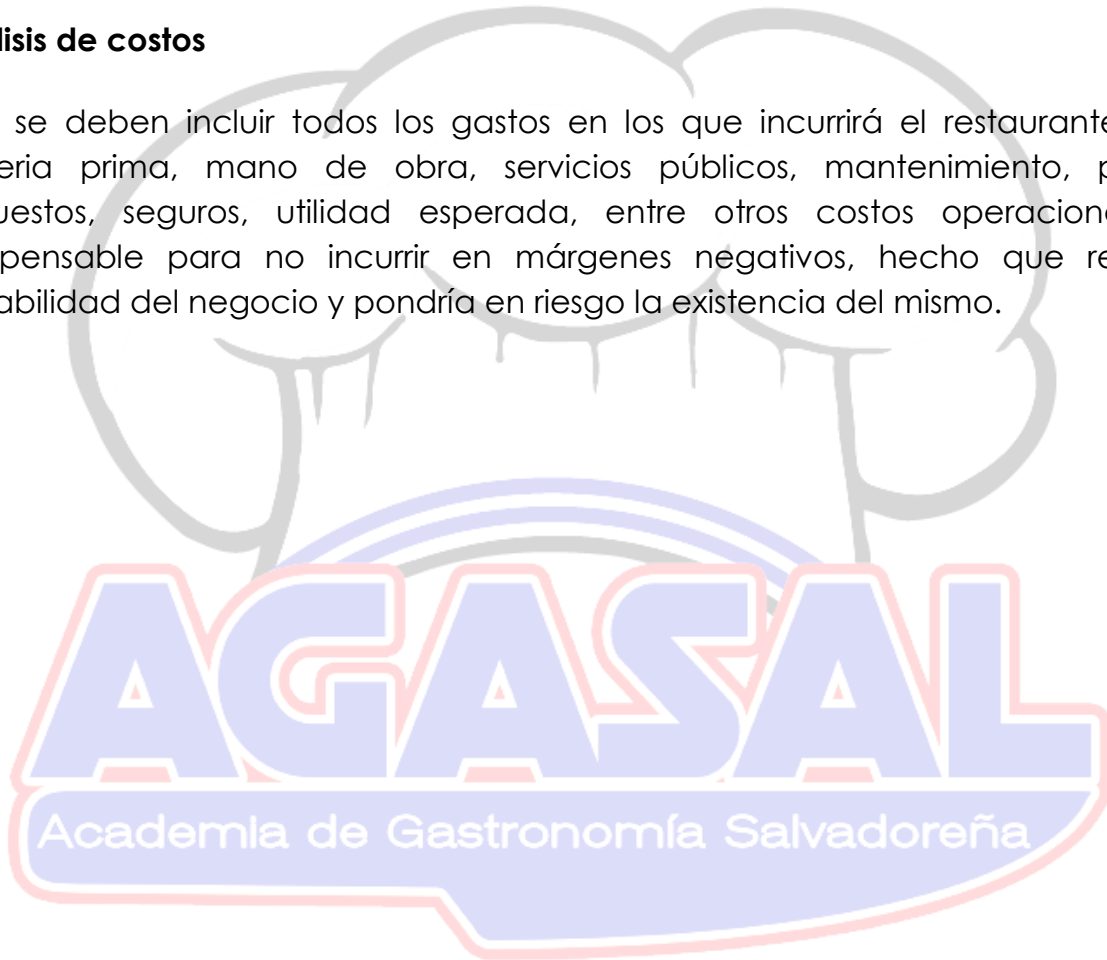 lisis de costos
se deben incluir todos los gastos en los que incurrirá el restaurante
eria prima, mano de obra, servicios públicos, mantenimiento, p
uestos, seguros, utilidad esperada, entre otros costos operacion
pensable para no incurrir en márgenes negativos, hecho que re
abilidad del negocio y pondría en riesgo la existencia del mismo.
AGASAL
Academia de Gastronomía Salvadoreña